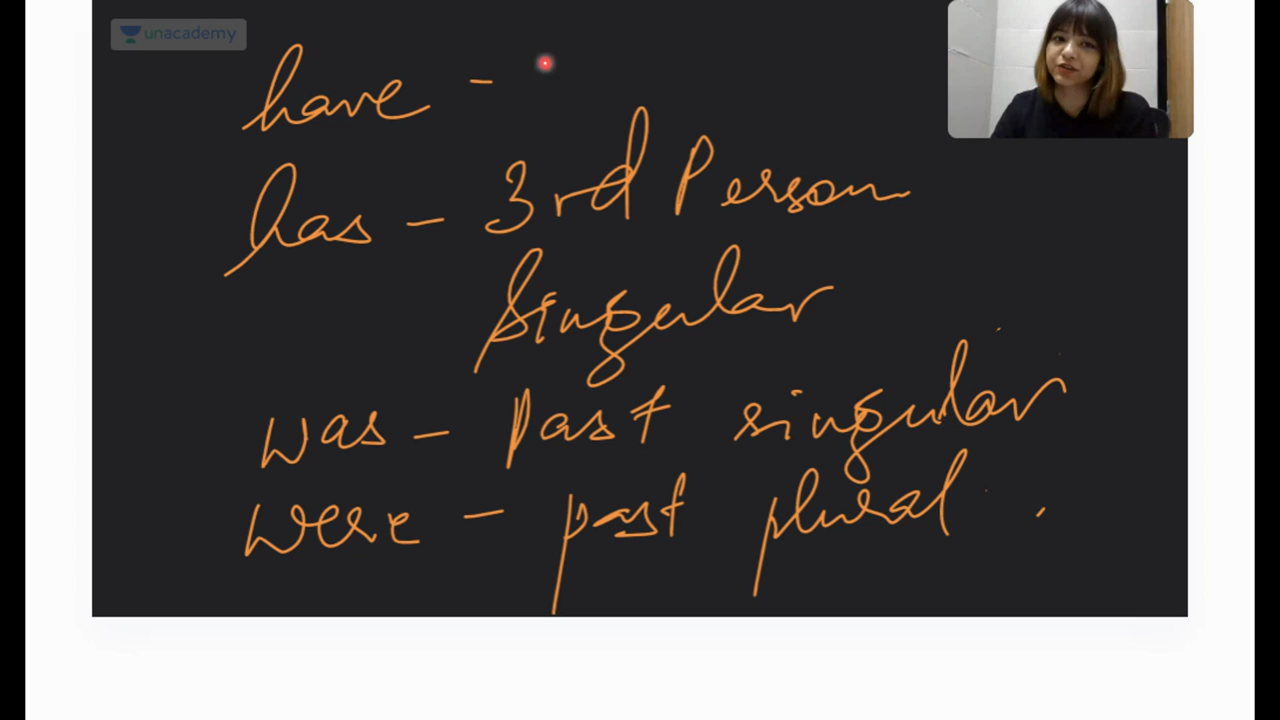 unacademy
have -
has - 3rd Person
Singular
was - Past singular
were - past plural .